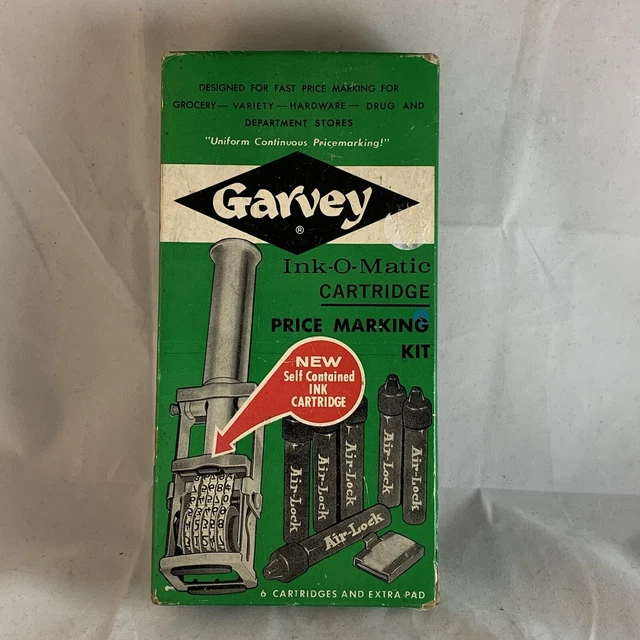 DESIGNED FOR FAST PRICE MARKING FOR
GROCERY — VARIETY — HARDWARE — DRUG AND
DEPARTMENT STORES
"Uniform Continuous Pricemarking!"
Garvey
®
Ink-O-Matic
CARTRIDGE
PRICE MARKING
KIT
NEW
Self Contained
INK
CARTRIDGE
Air-Lock
Air-Lock
Air-Lock
Air-Lock
Air-Lock
Air-Lock
6 CARTRIDGES AND EXTRA PAD